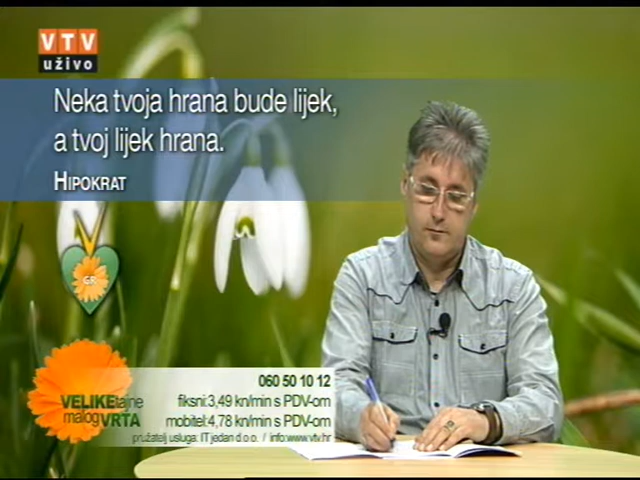 VTV
uživo
Neka tvoja hrana bude lijek,
a tvoj lijek hrana.
HIPOKRAT
GR
VELIKE tajne
malog VRTA
060 50 10 12
fiksni:3,49 kn/min s PDV-om
mobitel:4,78 kn/min s PDV-om
pružatelj usluga: IT jedan d.o.o. / info:www.vtv.hr